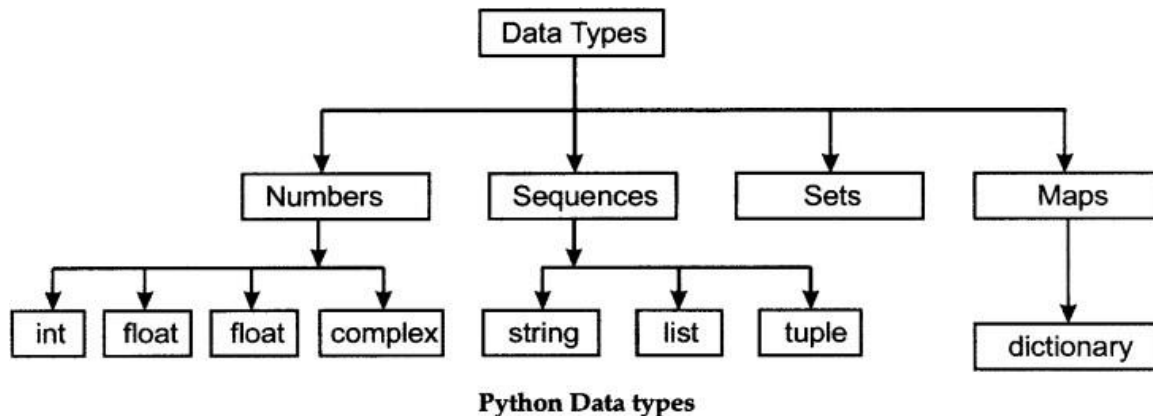 Data Types
Numbers Sequences Sets Maps
int float float complex string list tuple dictionary
Python Data types